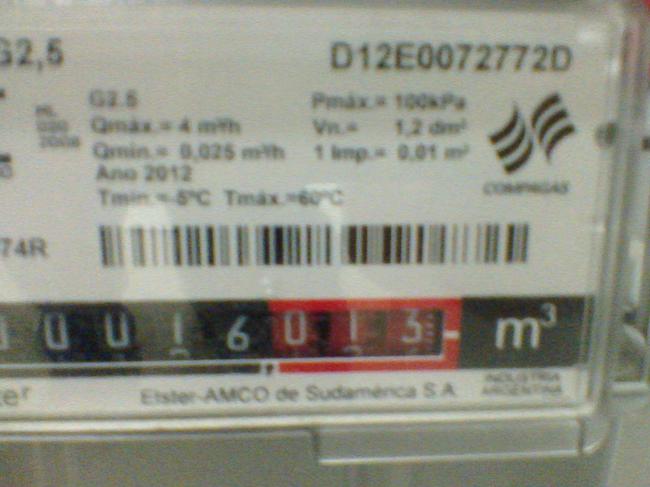 G2,5
D12E0072772D
G2.5
Pmáx.= 100kPa
Qmáx.= 4 m³/h
Vn.= 1,2 dm³
Qmin.= 0,025 m³/h
1 Imp.= 0,01 m³
Ano 2012
COMPAGAS
Tmin.=-5°C Tmáx.=60°C
74R
0 0 1 6 0 1 3 m³
Elster-AMCO de Sudamérica S.A
INDUSTRIA
ARGENTINA